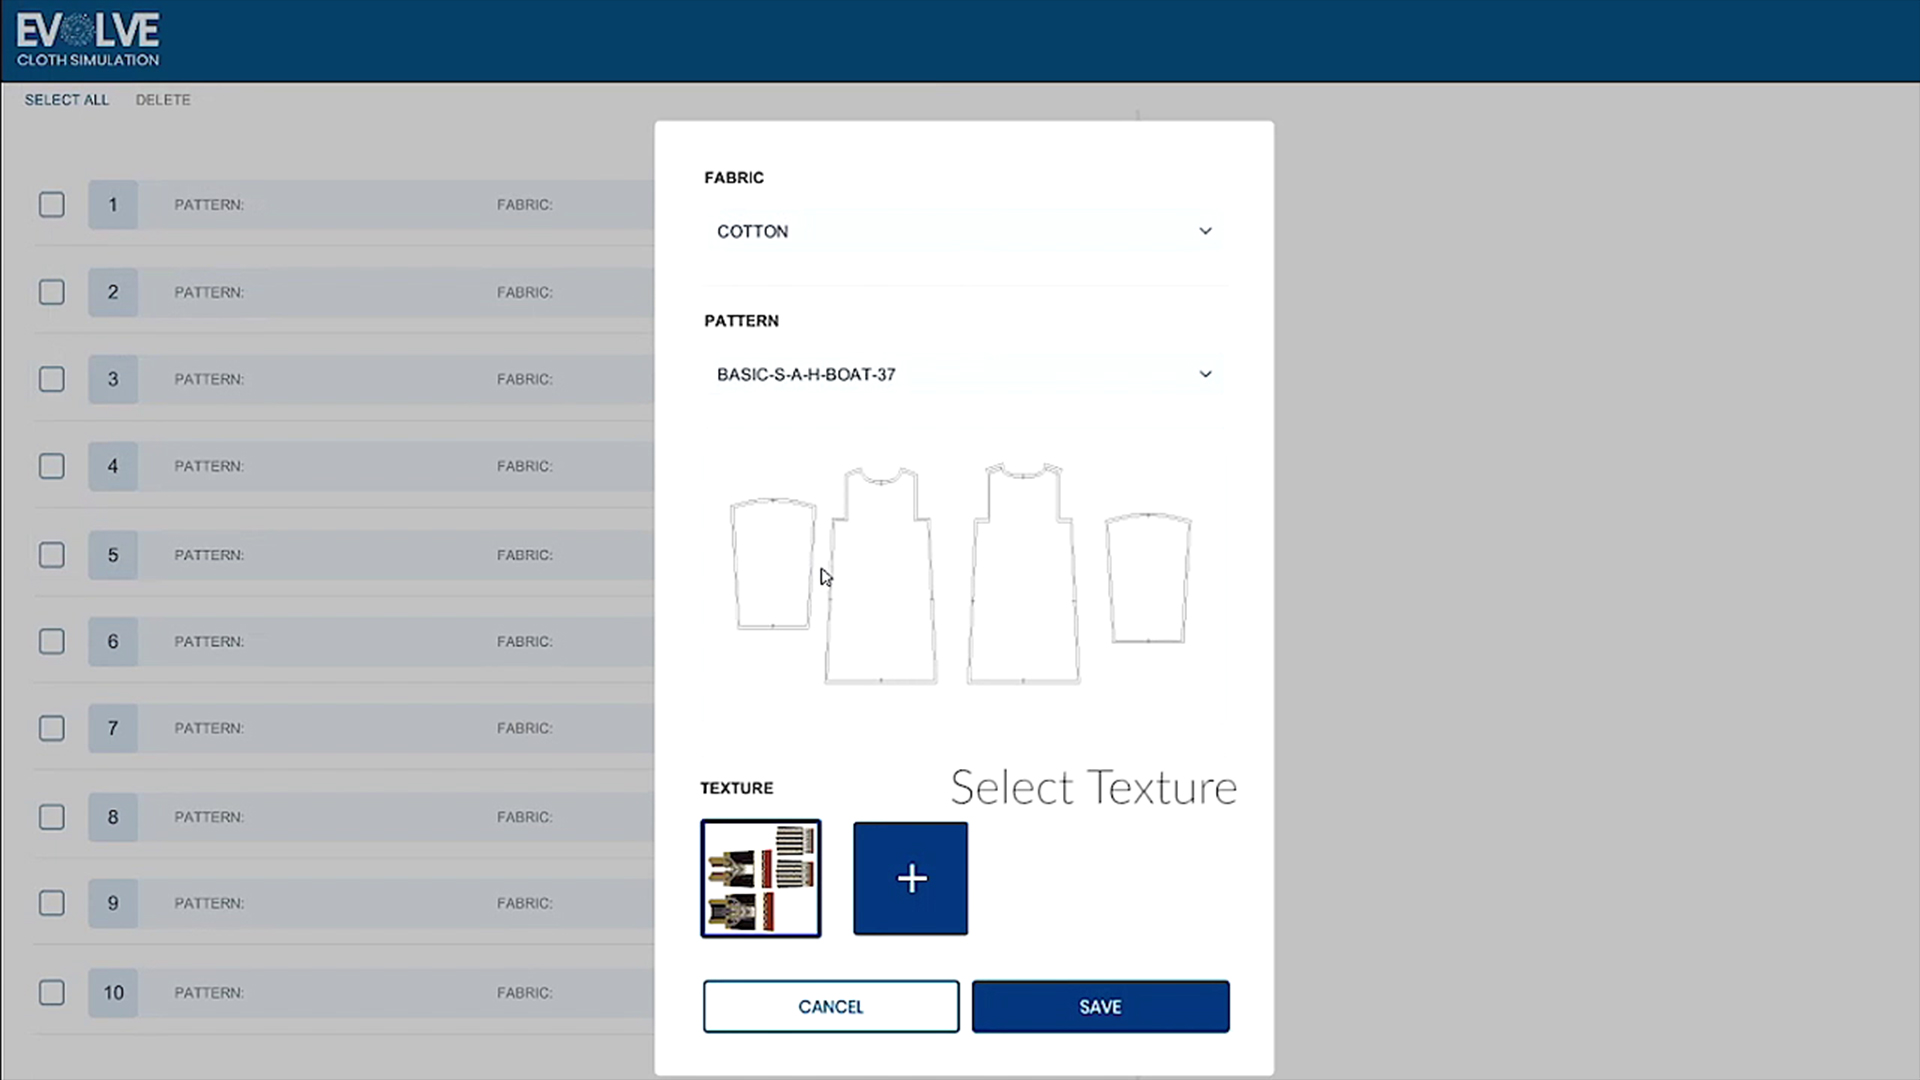 EVOLVE
CLOTH SIMULATION
SELECT ALL DELETE
1 PATTERN: FABRIC:
2 PATTERN: FABRIC:
3 PATTERN: FABRIC:
4 PATTERN: FABRIC:
5 PATTERN: FABRIC:
6 PATTERN: FABRIC:
7 PATTERN: FABRIC:
8 PATTERN: FABRIC:
9 PATTERN: FABRIC:
10 PATTERN: FABRIC:
FABRIC
COTTON
PATTERN
BASIC-S-A-H-BOAT-37
TEXTURE
Select Texture
+
CANCEL
SAVE